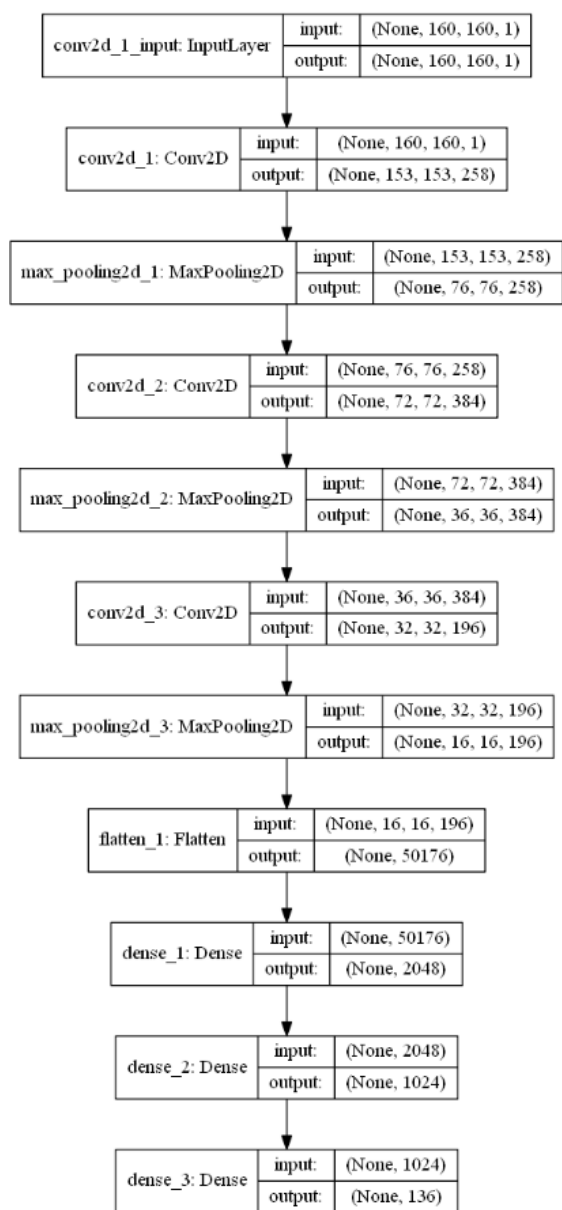 conv2d_1_input: InputLayer
input: (None, 160, 160, 1)
output: (None, 160, 160, 1)
conv2d_1: Conv2D
input: (None, 160, 160, 1)
output: (None, 153, 153, 258)
max_pooling2d_1: MaxPooling2D
input: (None, 153, 153, 258)
output: (None, 76, 76, 258)
conv2d_2: Conv2D
input: (None, 76, 76, 258)
output: (None, 72, 72, 384)
max_pooling2d_2: MaxPooling2D
input: (None, 72, 72, 384)
output: (None, 36, 36, 384)
conv2d_3: Conv2D
input: (None, 36, 36, 384)
output: (None, 32, 32, 196)
max_pooling2d_3: MaxPooling2D
input: (None, 32, 32, 196)
output: (None, 16, 16, 196)
flatten_1: Flatten
input: (None, 16, 16, 196)
output: (None, 50176)
dense_1: Dense
input: (None, 50176)
output: (None, 2048)
dense_2: Dense
input: (None, 2048)
output: (None, 1024)
dense_3: Dense
input: (None, 1024)
output: (None, 136)